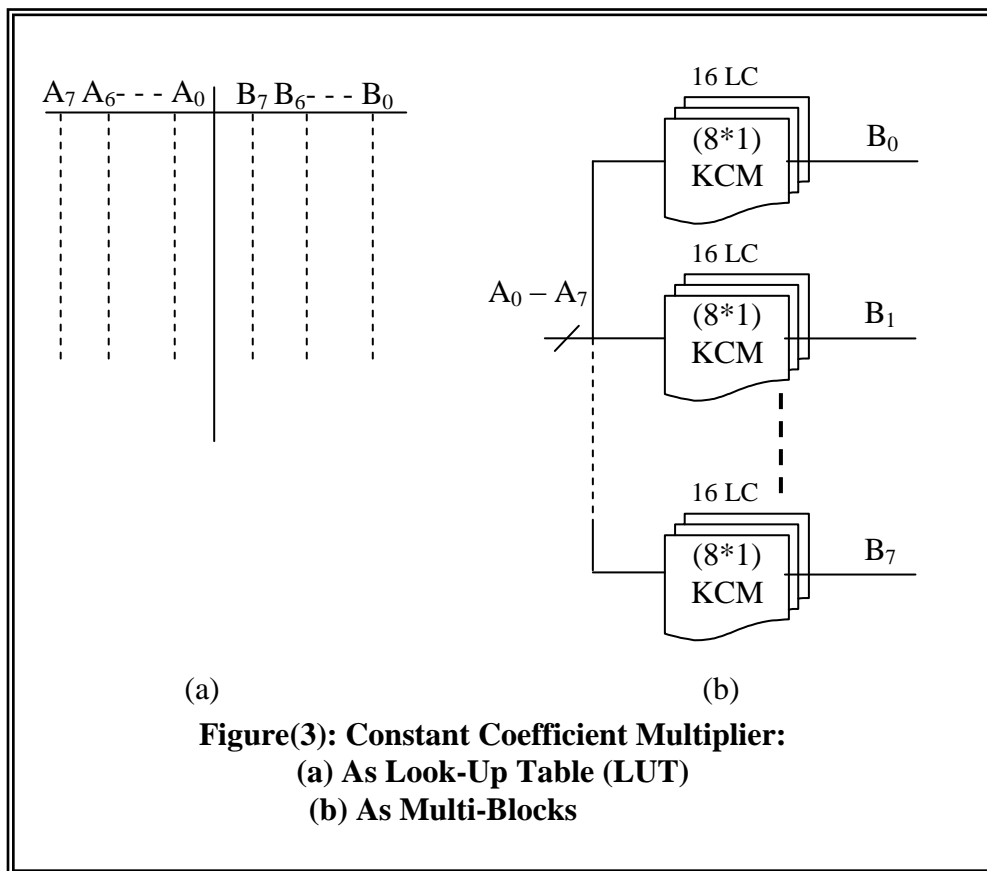 A₇ A₆- - - A₀ B₇ B₆- - - B₀
16 LC
(8*1)
KCM
B₀
16 LC
A₀ – A₇
(8*1)
KCM
B₁
16 LC
(8*1)
KCM
B₇
(a)
(b)
Figure(3): Constant Coefficient Multiplier:
(a) As Look-Up Table (LUT)
(b) As Multi-Blocks